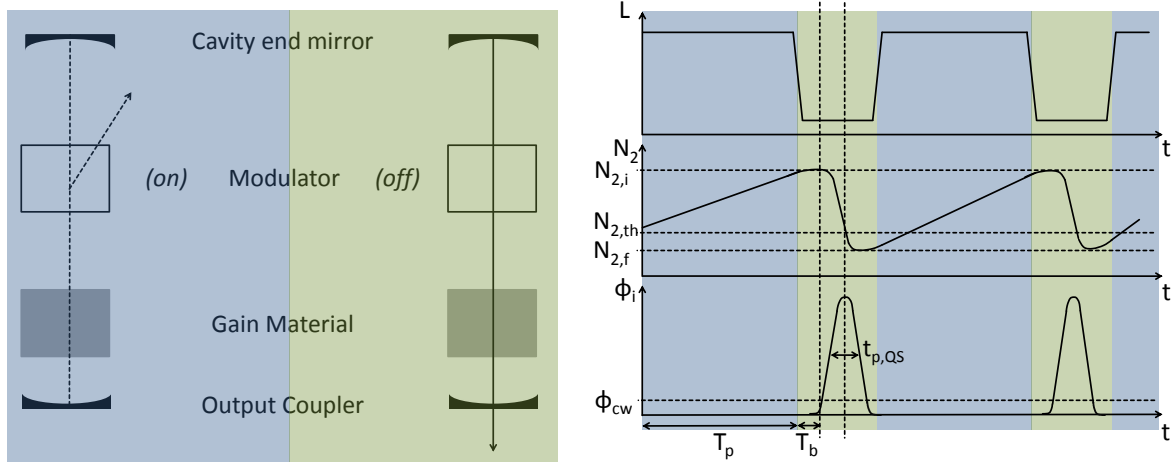 Cavity end mirror
(on) Modulator (off)
Gain Material
Output Coupler
L
t
N₂
N₂,ᵢ
N₂,th
N₂,f
t
ϕᵢ
tp,QS
ϕcw
t
Tp
Tb